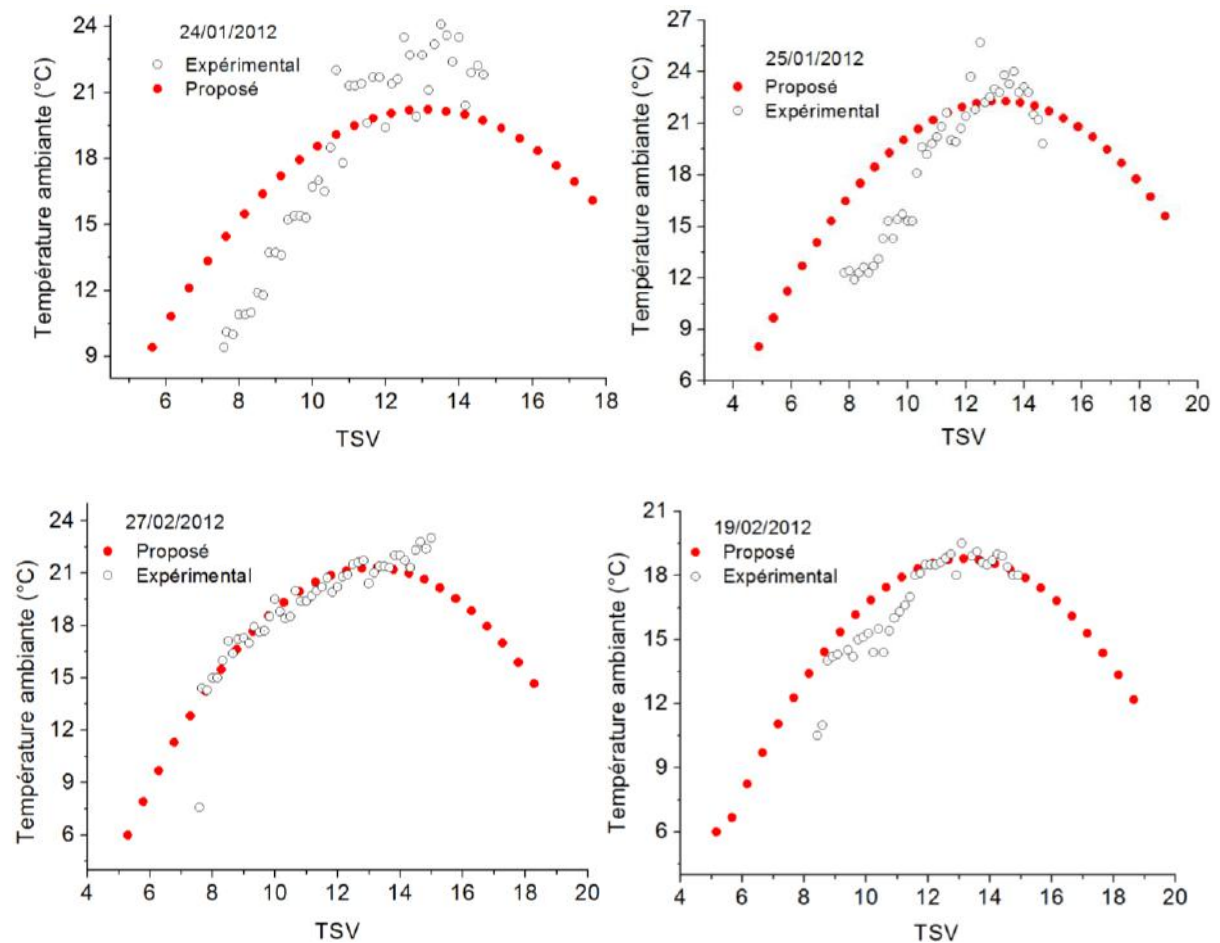 24/01/2012
Expérimental
Proposé
Température ambiante (°C)
24
21
18
15
12
9
6 8 10 12 14 16 18
TSV
25/01/2012
Proposé
Expérimental
Température ambiante (°C)
27
24
21
18
15
12
9
6
4 6 8 10 12 14 16 18 20
TSV
27/02/2012
Proposé
Expérimental
Température ambiante (°C)
24
21
18
15
12
9
6
4 6 8 10 12 14 16 18 20
TSV
19/02/2012
Proposé
Expérimental
Température ambiante (°C)
21
18
15
12
9
6
4 6 8 10 12 14 16 18 20
TSV